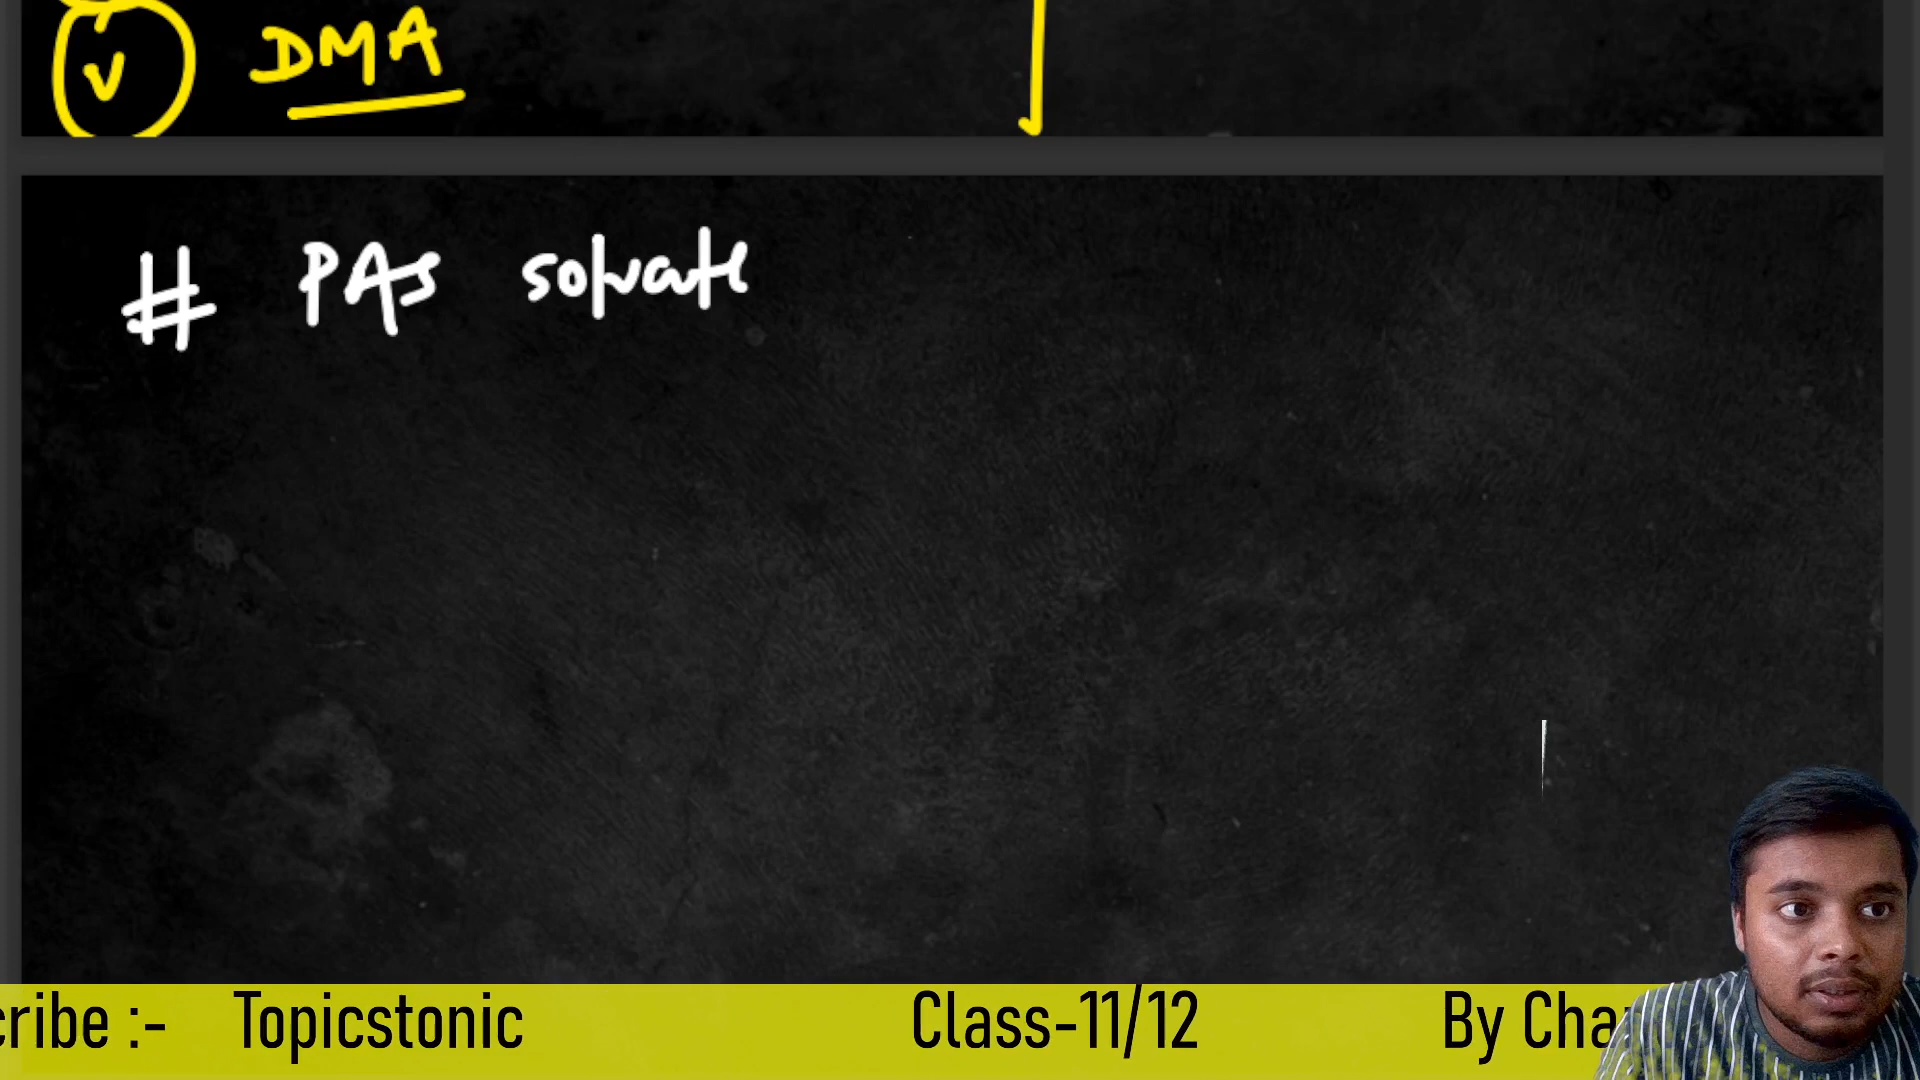 v DMA
# PAs solvate
cribe :- Topicstonic Class-11/12 By Cha